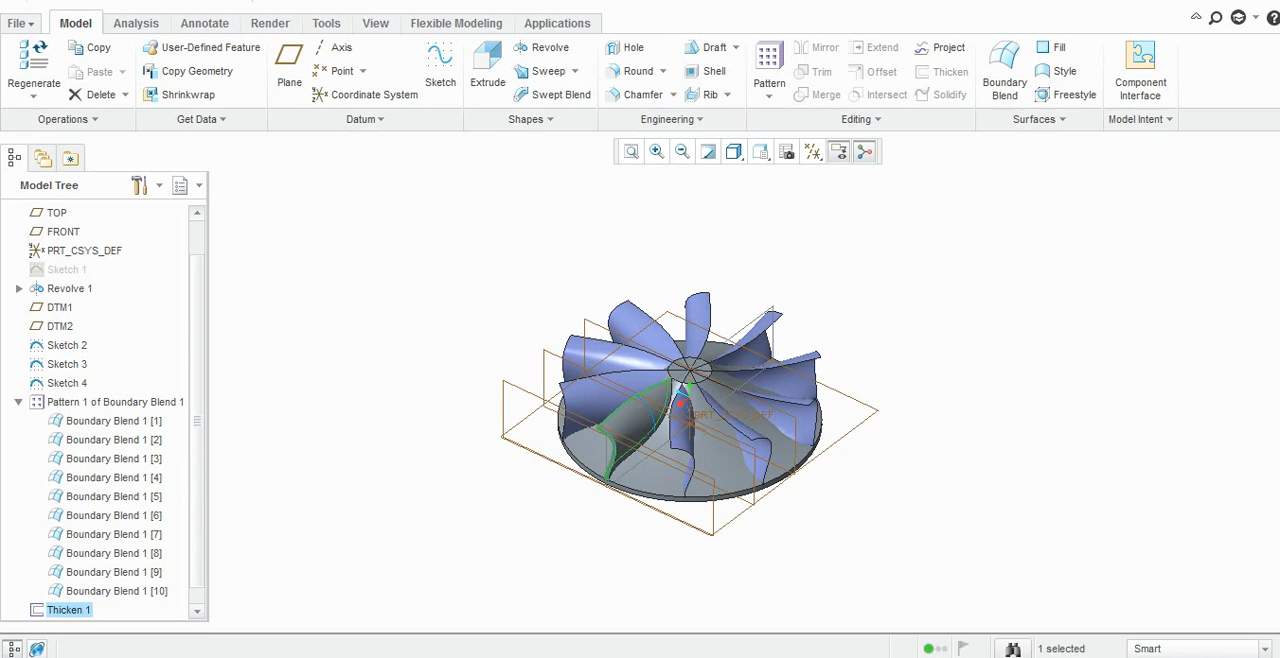 File Model Analysis Annotate Render Tools View Flexible Modeling Applications
Regenerate Copy Paste Delete
User-Defined Feature Copy Geometry Shrinkwrap
Plane Axis Point Coordinate System Sketch
Extrude Revolve Sweep Swept Blend
Hole Round Chamfer Draft Shell Rib
Pattern Mirror Trim Merge Extend Offset Intersect Project Thicken Solidify
Boundary Blend Fill Style Freestyle
Component Interface
Operations Get Data Datum Shapes Engineering Editing Surfaces Model Intent
Model Tree
TOP
FRONT
PRT_CSYS_DEF
Sketch 1
Revolve 1
DTM1
DTM2
Sketch 2
Sketch 3
Sketch 4
Pattern 1 of Boundary Blend 1
Boundary Blend 1 [1]
Boundary Blend 1 [2]
Boundary Blend 1 [3]
Boundary Blend 1 [4]
Boundary Blend 1 [5]
Boundary Blend 1 [6]
Boundary Blend 1 [7]
Boundary Blend 1 [8]
Boundary Blend 1 [9]
Boundary Blend 1 [10]
Thicken 1
PRT_CSYS_DEF
1 selected
Smart